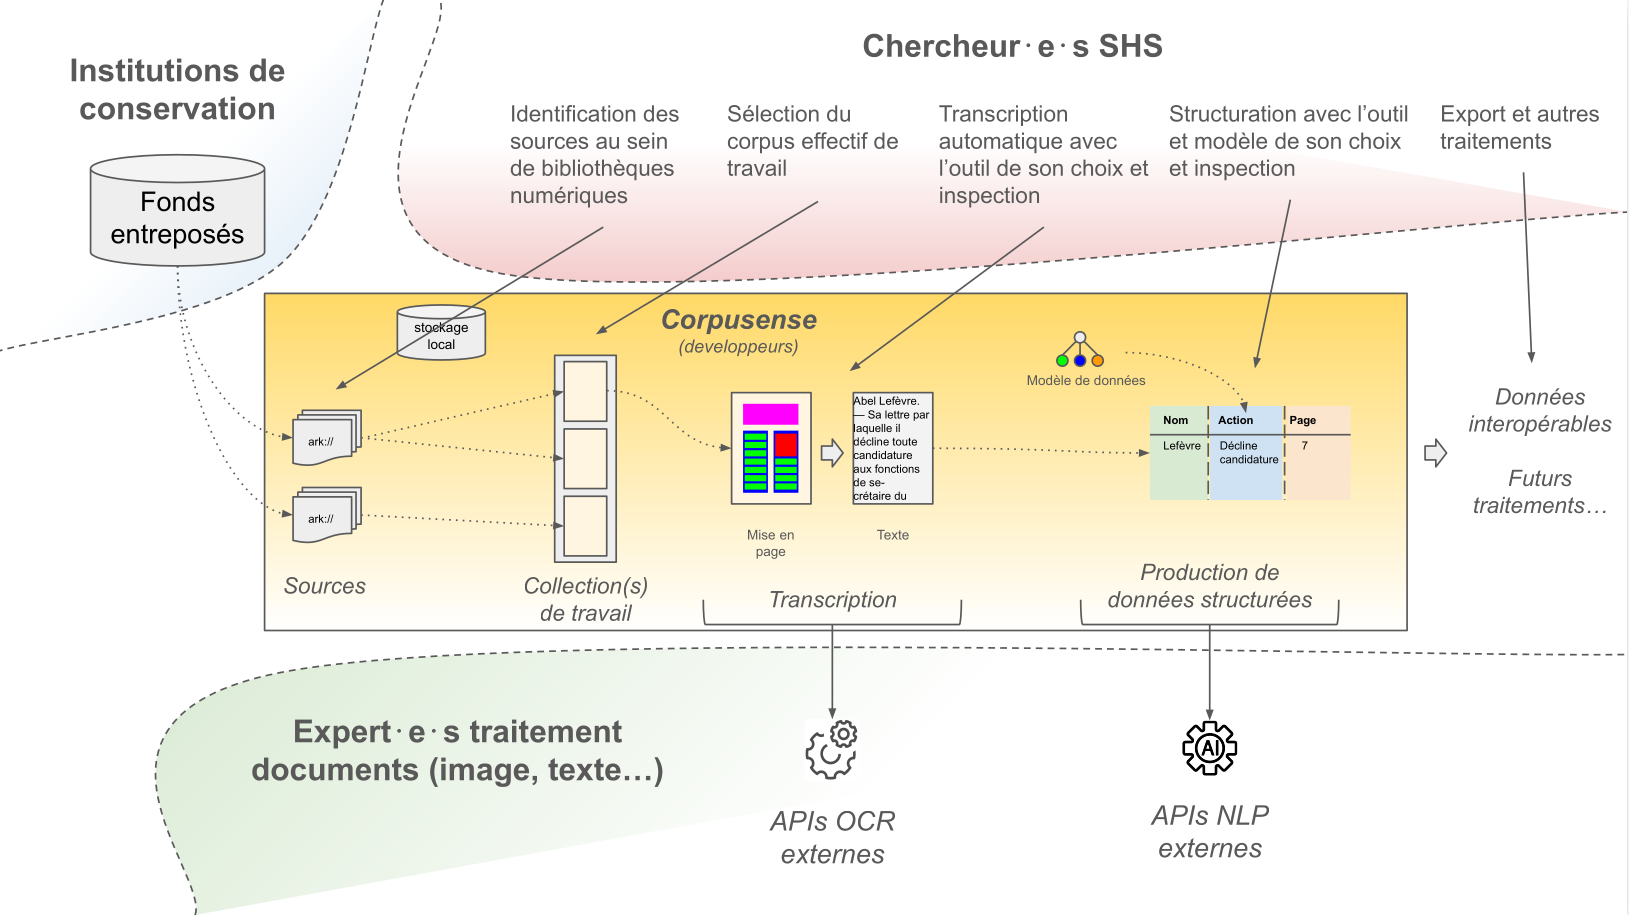 Institutions de
conservation
Fonds
entreposés
Chercheur·e·s SHS
Identification des
sources au sein
de bibliothèques
numériques
Sélection du
corpus effectif de
travail
Transcription
automatique avec
l’outil de son choix et
inspection
Structuration avec l’outil
et modèle de son choix
et inspection
Export et autres
traitements
Corpusense
(developpeurs)
stockage
local
ark://
ark://
Sources
Collection(s)
de travail
Mise en
page
Abel Lefèvre.
— Sa lettre par
laquelle il
décline toute
candidature
aux fonctions
de se-
crétaire du
Texte
Transcription
Modèle de données
Nom Action Page
Lefèvre Décline 7
candidature
Production de
données structurées
Données
interopérables
Futurs
traitements…
Expert·e·s traitement
documents (image, texte…)
APIs OCR
externes
AI
APIs NLP
externes